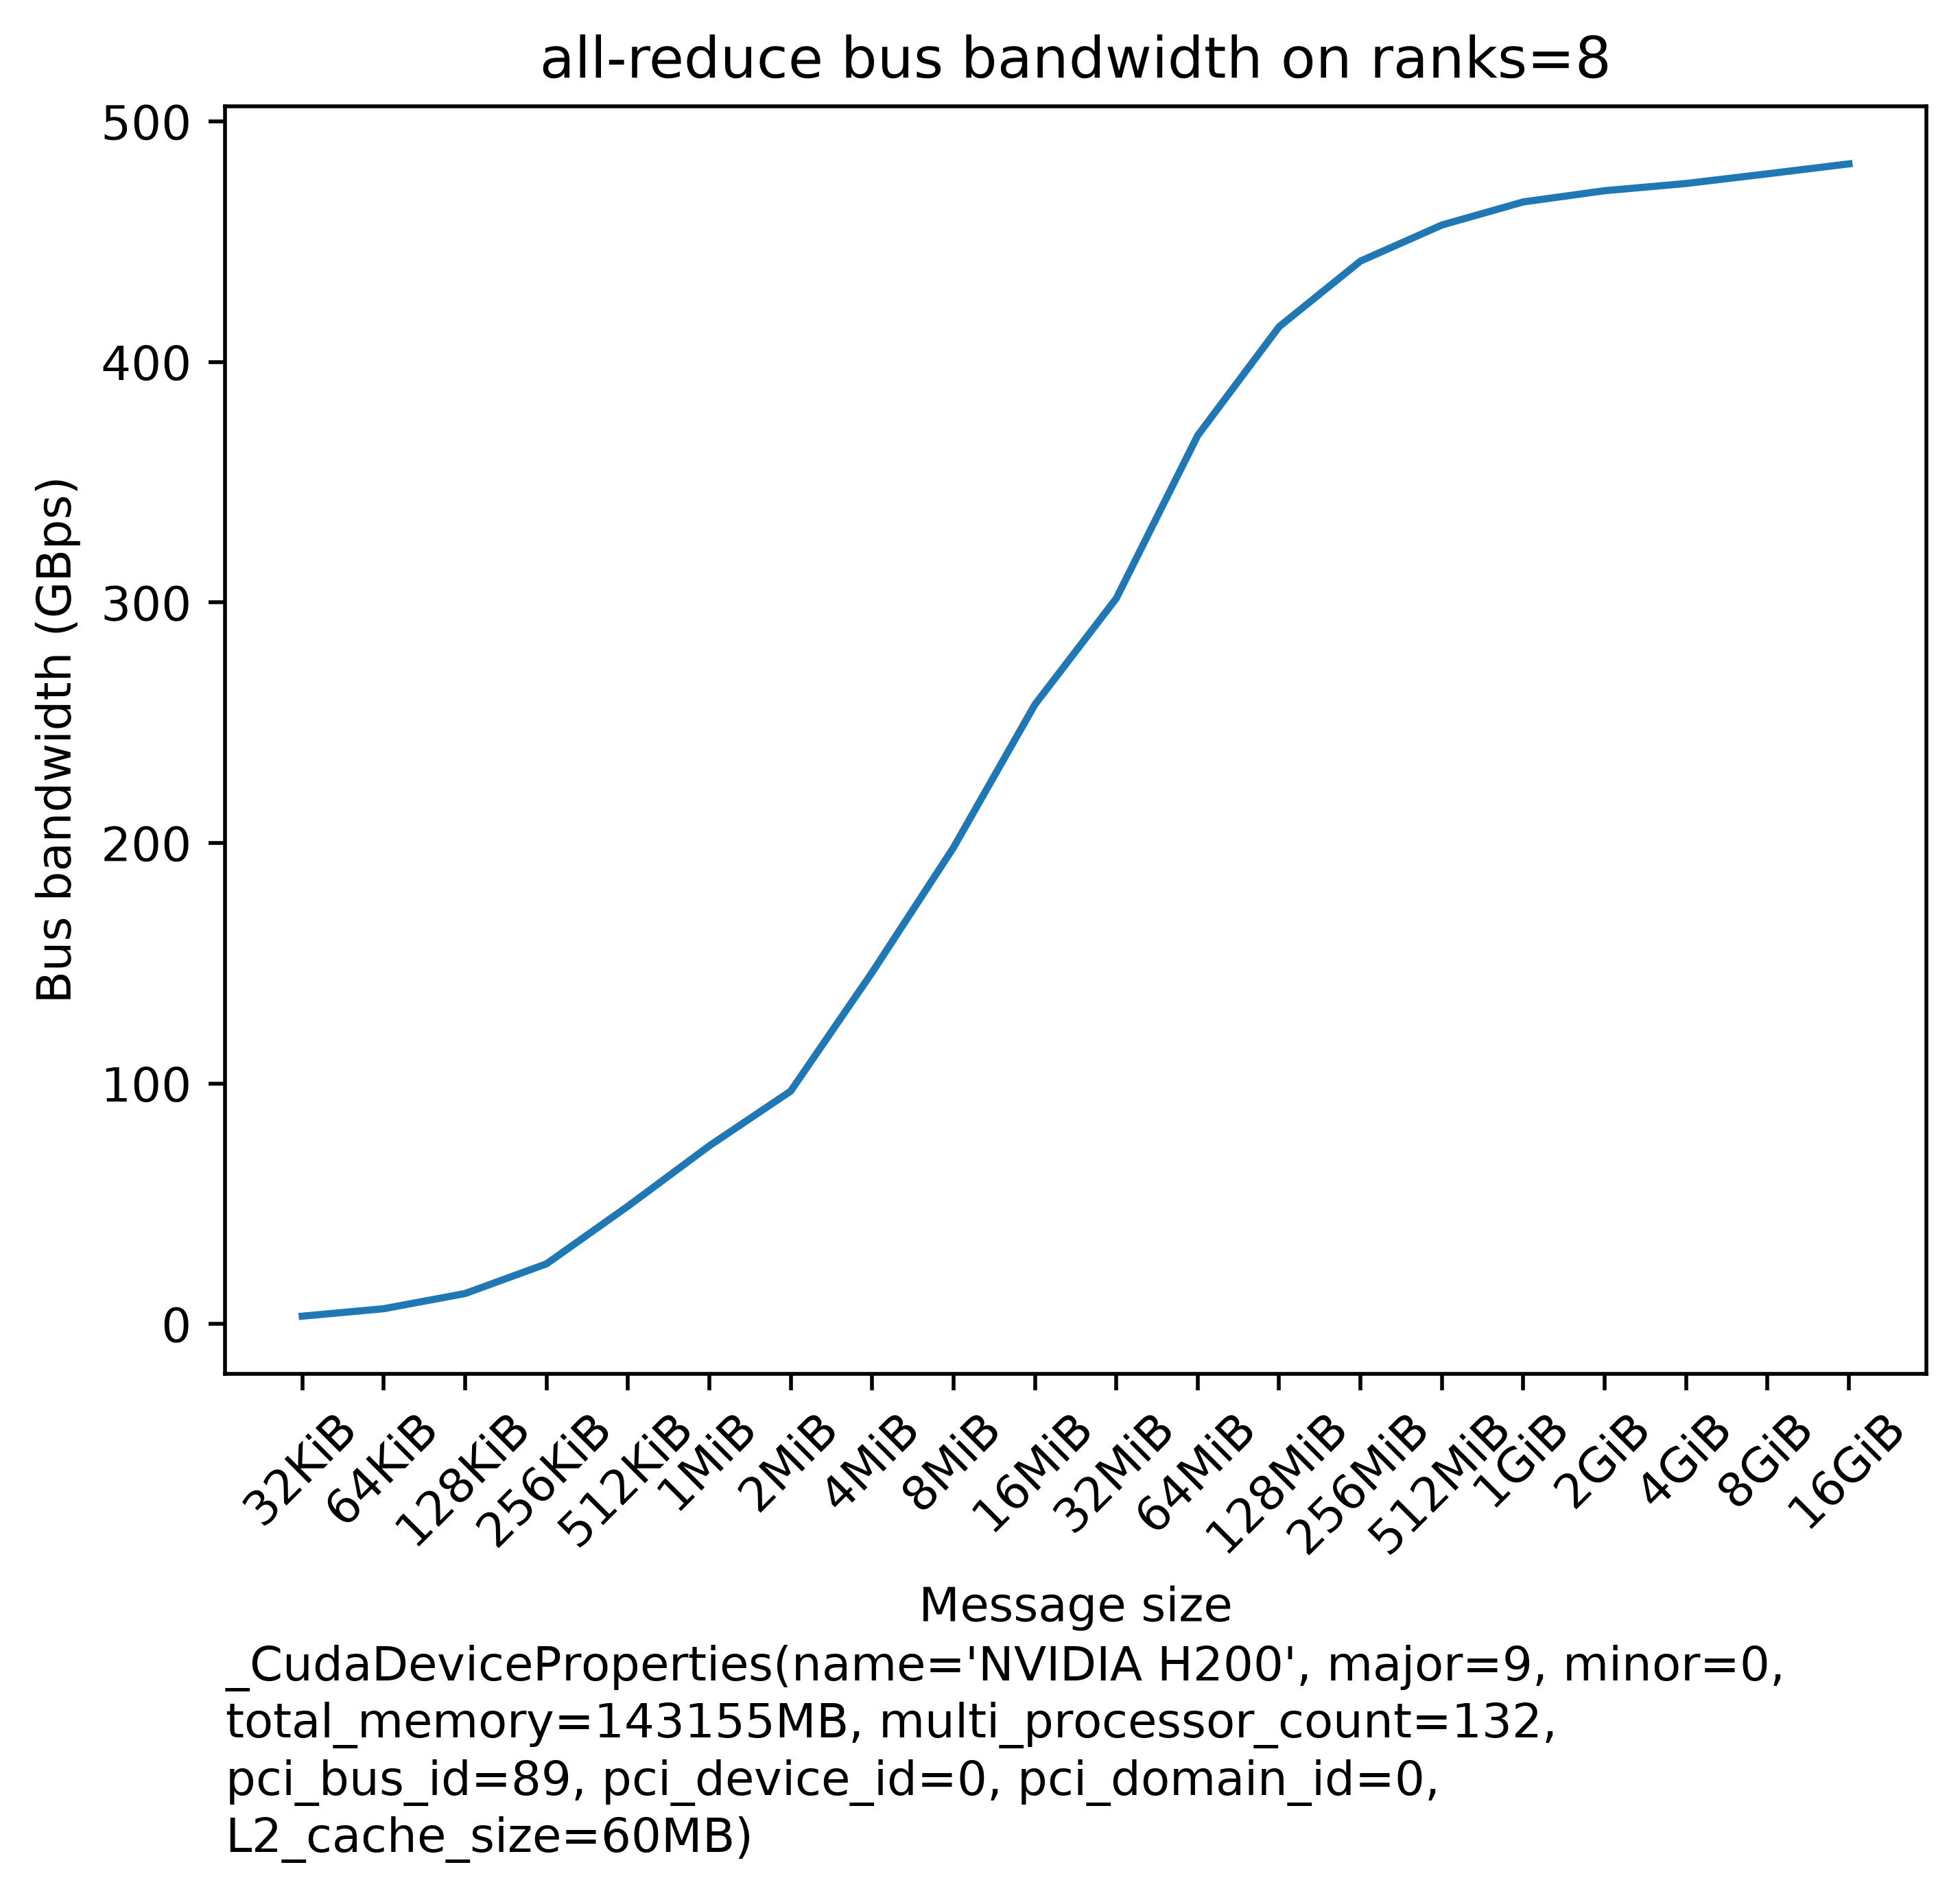 all-reduce bus bandwidth on ranks=8
500
400
300
200
100
0
Bus bandwidth (GBps)
32KiB
64KiB
128KiB
256KiB
512KiB
1MiB
2MiB
4MiB
8MiB
16MiB
32MiB
64MiB
128MiB
256MiB
512MiB
1GiB
2GiB
4GiB
8GiB
16GiB
Message size
_CudaDeviceProperties(name='NVIDIA H200', major=9, minor=0,
total_memory=143155MB, multi_processor_count=132,
pci_bus_id=89, pci_device_id=0, pci_domain_id=0,
L2_cache_size=60MB)